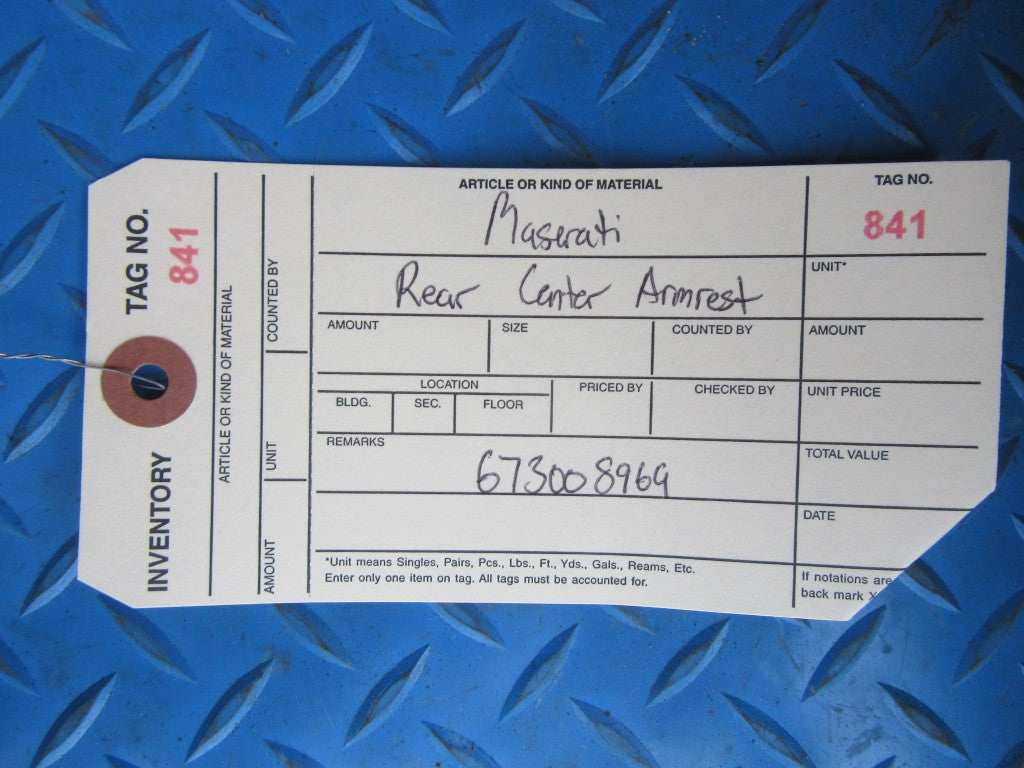 TAG NO.
841
INVENTORY
ARTICLE OR KIND OF MATERIAL
COUNTED BY
UNIT
AMOUNT
ARTICLE OR KIND OF MATERIAL
Maserati
Rear Center Armrest
TAG NO.
841
UNIT*
AMOUNT
SIZE
COUNTED BY
AMOUNT
LOCATION
BLDG.
SEC.
FLOOR
PRICED BY
CHECKED BY
UNIT PRICE
REMARKS
673008969
TOTAL VALUE
DATE
*Unit means Singles, Pairs, Pcs., Lbs., Ft., Yds., Gals., Reams, Etc.
Enter only one item on tag. All tags must be accounted for.
If notations are
back mark X